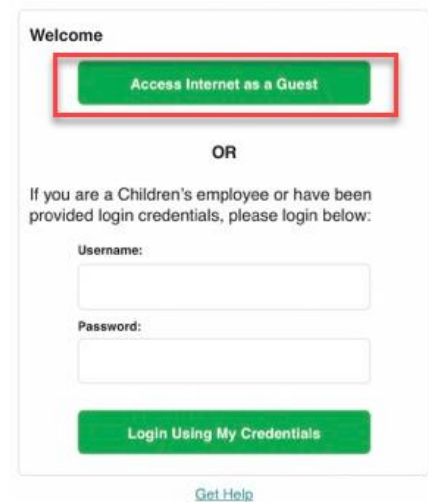 Welcome
Access Internet as a Guest
OR
If you are a Children's employee or have been
provided login credentials, please login below:
Username:
Password:
Login Using My Credentials
Get Help